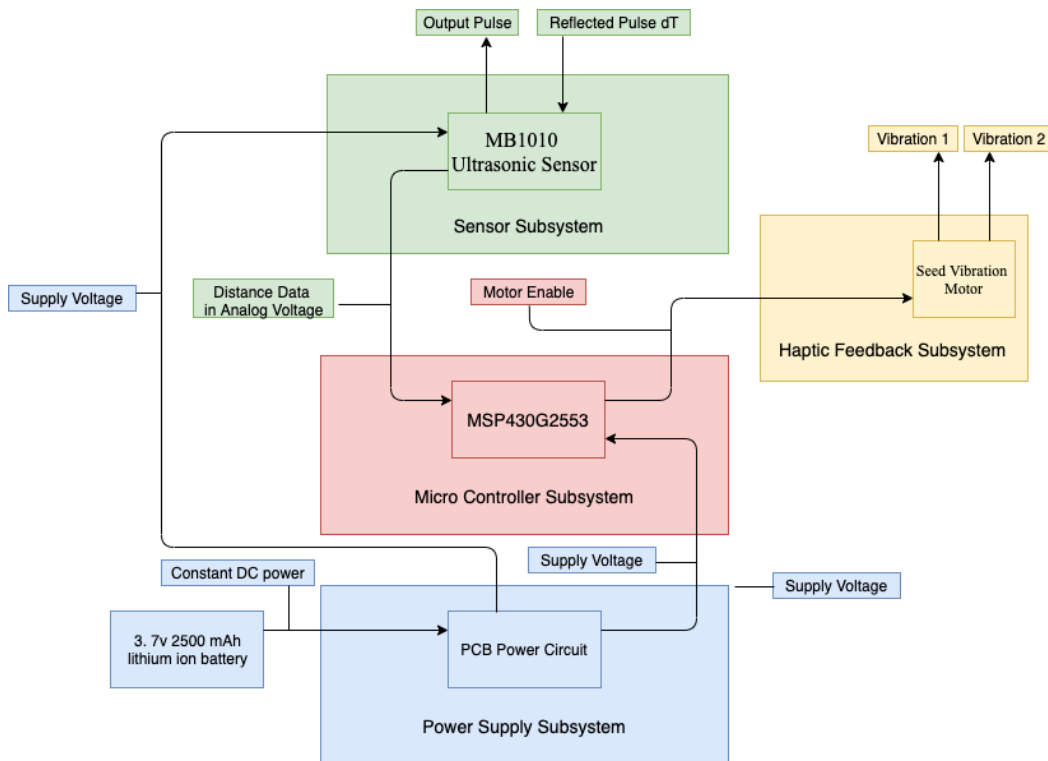 Output Pulse
Reflected Pulse dT
MB1010
Ultrasonic Sensor
Sensor Subsystem
Vibration 1
Vibration 2
Seed Vibration
Motor
Haptic Feedback Subsystem
Supply Voltage
Distance Data
in Analog Voltage
Motor Enable
MSP430G2553
Micro Controller Subsystem
Supply Voltage
Constant DC power
Supply Voltage
3. 7v 2500 mAh
lithium ion battery
PCB Power Circuit
Power Supply Subsystem